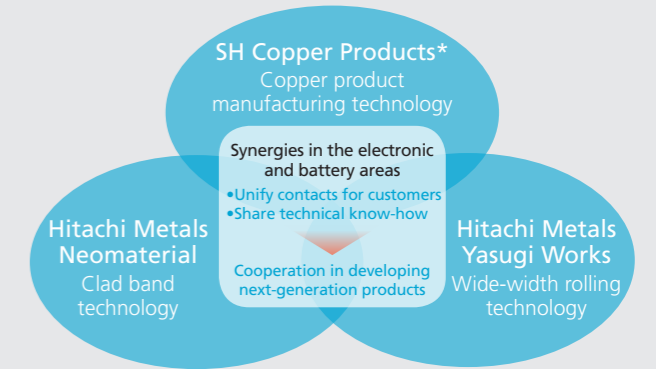 SH Copper Products*
Copper product
manufacturing technology
Synergies in the electronic
and battery areas
•Unify contacts for customers
•Share technical know-how
Cooperation in developing
next-generation products
Hitachi Metals
Neomaterial
Clad band
technology
Hitachi Metals
Yasugi Works
Wide-width rolling
technology